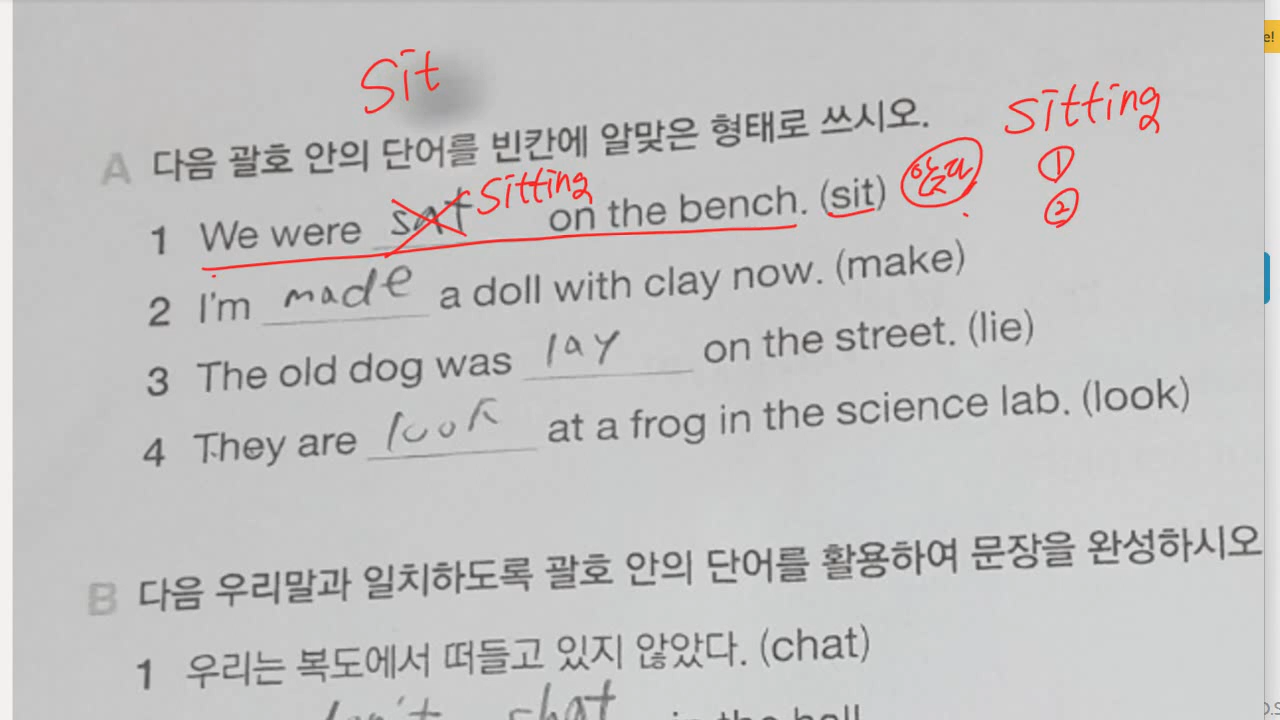 Sit
A 다음 괄호 안의 단어를 빈칸에 알맞은 형태로 쓰시오.
sitting
①
②
1 We were sat sitting on the bench. (sit) 앉다
2 I'm made a doll with clay now. (make)
3 The old dog was lay on the street. (lie)
4 They are look at a frog in the science lab. (look)
B 다음 우리말과 일치하도록 괄호 안의 단어를 활용하여 문장을 완성하시오
1 우리는 복도에서 떠들고 있지 않았다. (chat)
chat in the hall
e!